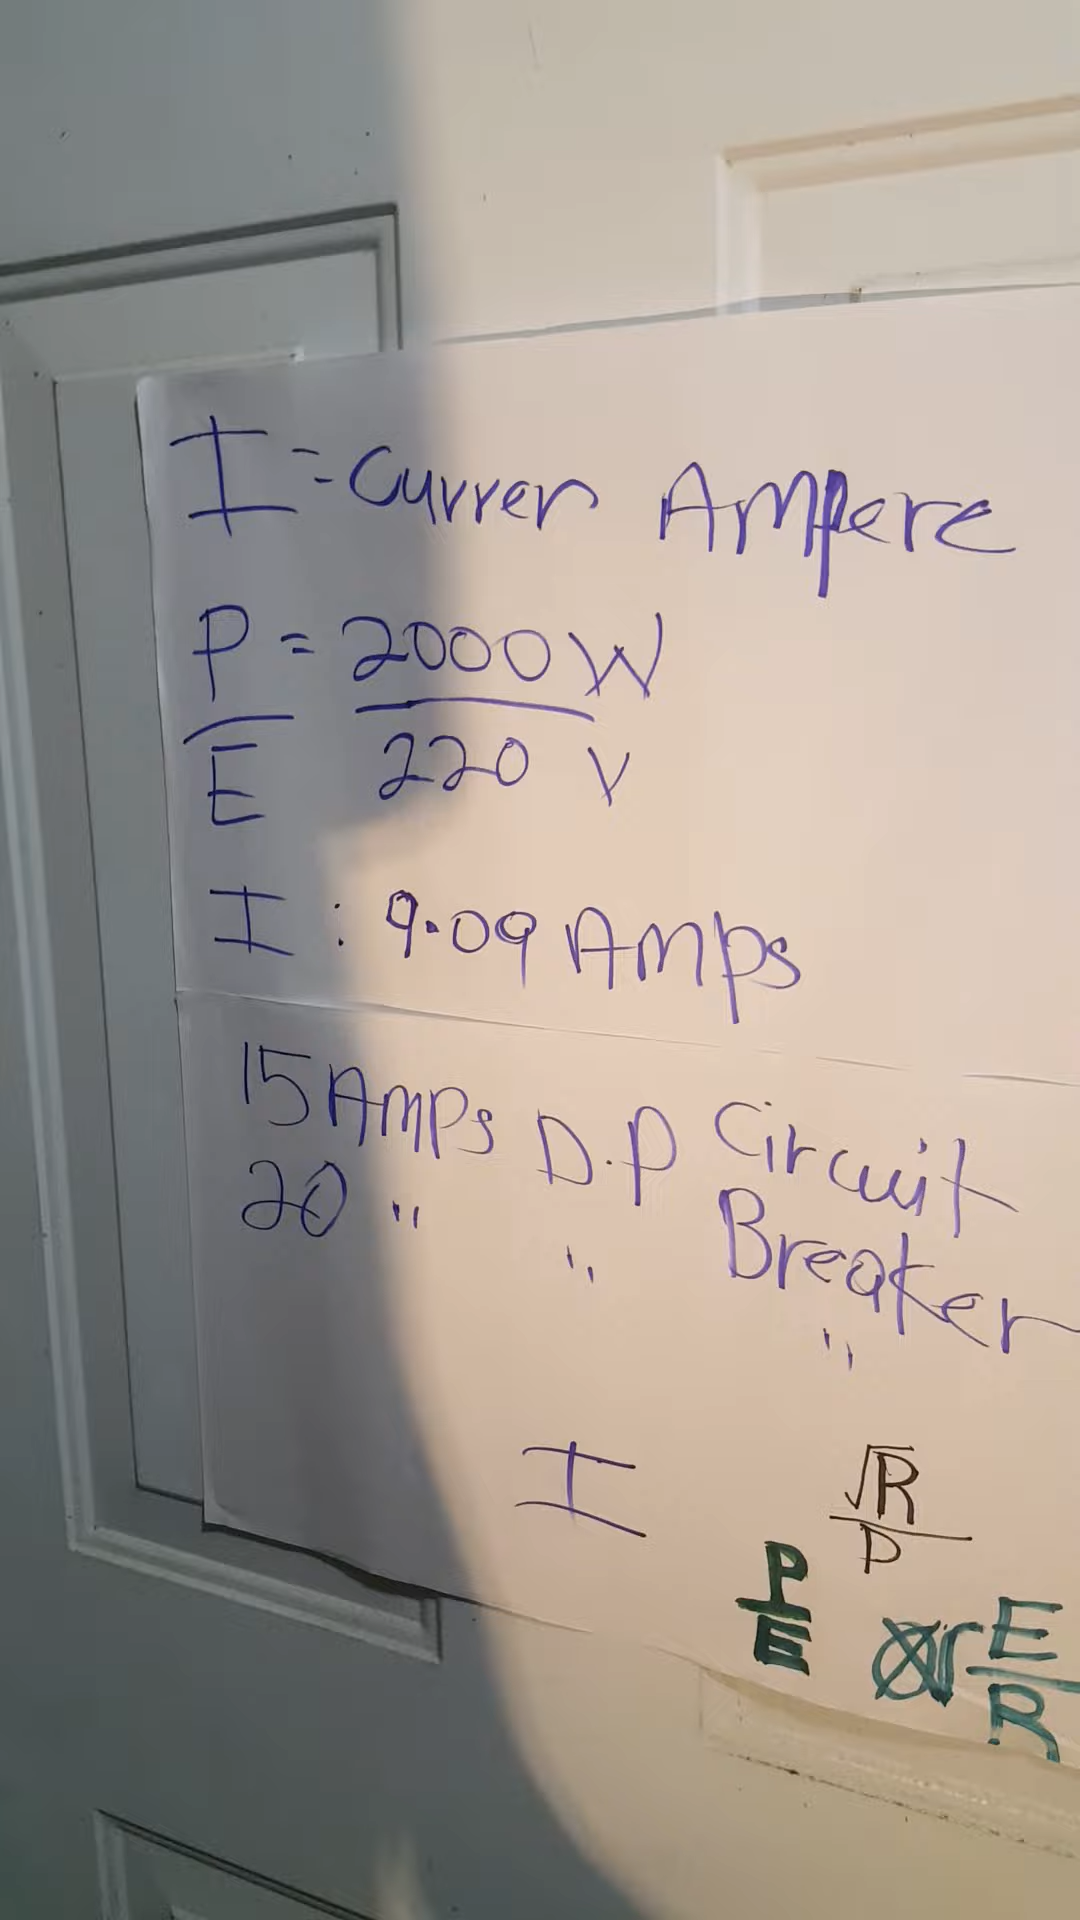 I = Curren Ampere
P = 2000 W
E 220 V
I : 9.09 Amps
15 AMPs D.P Circuit
Breaker
20 " " "
I √R
P
P or E
E R